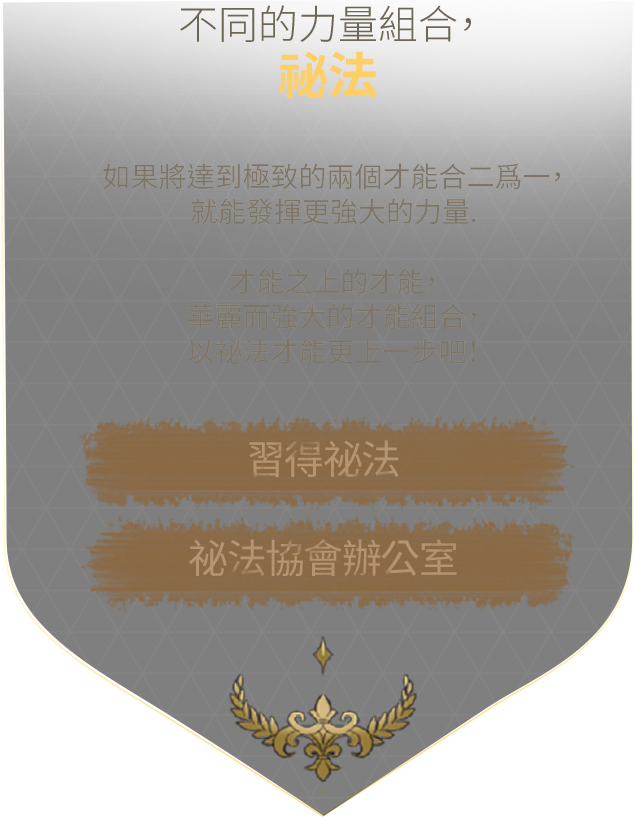 不同的力量組合，
祕法
如果將達到極致的兩個才能合二爲一，
就能發揮更強大的力量.
才能之上的才能，
華麗而強大的才能組合，
以祕法才能更上一步吧!
習得祕法
祕法協會辦公室